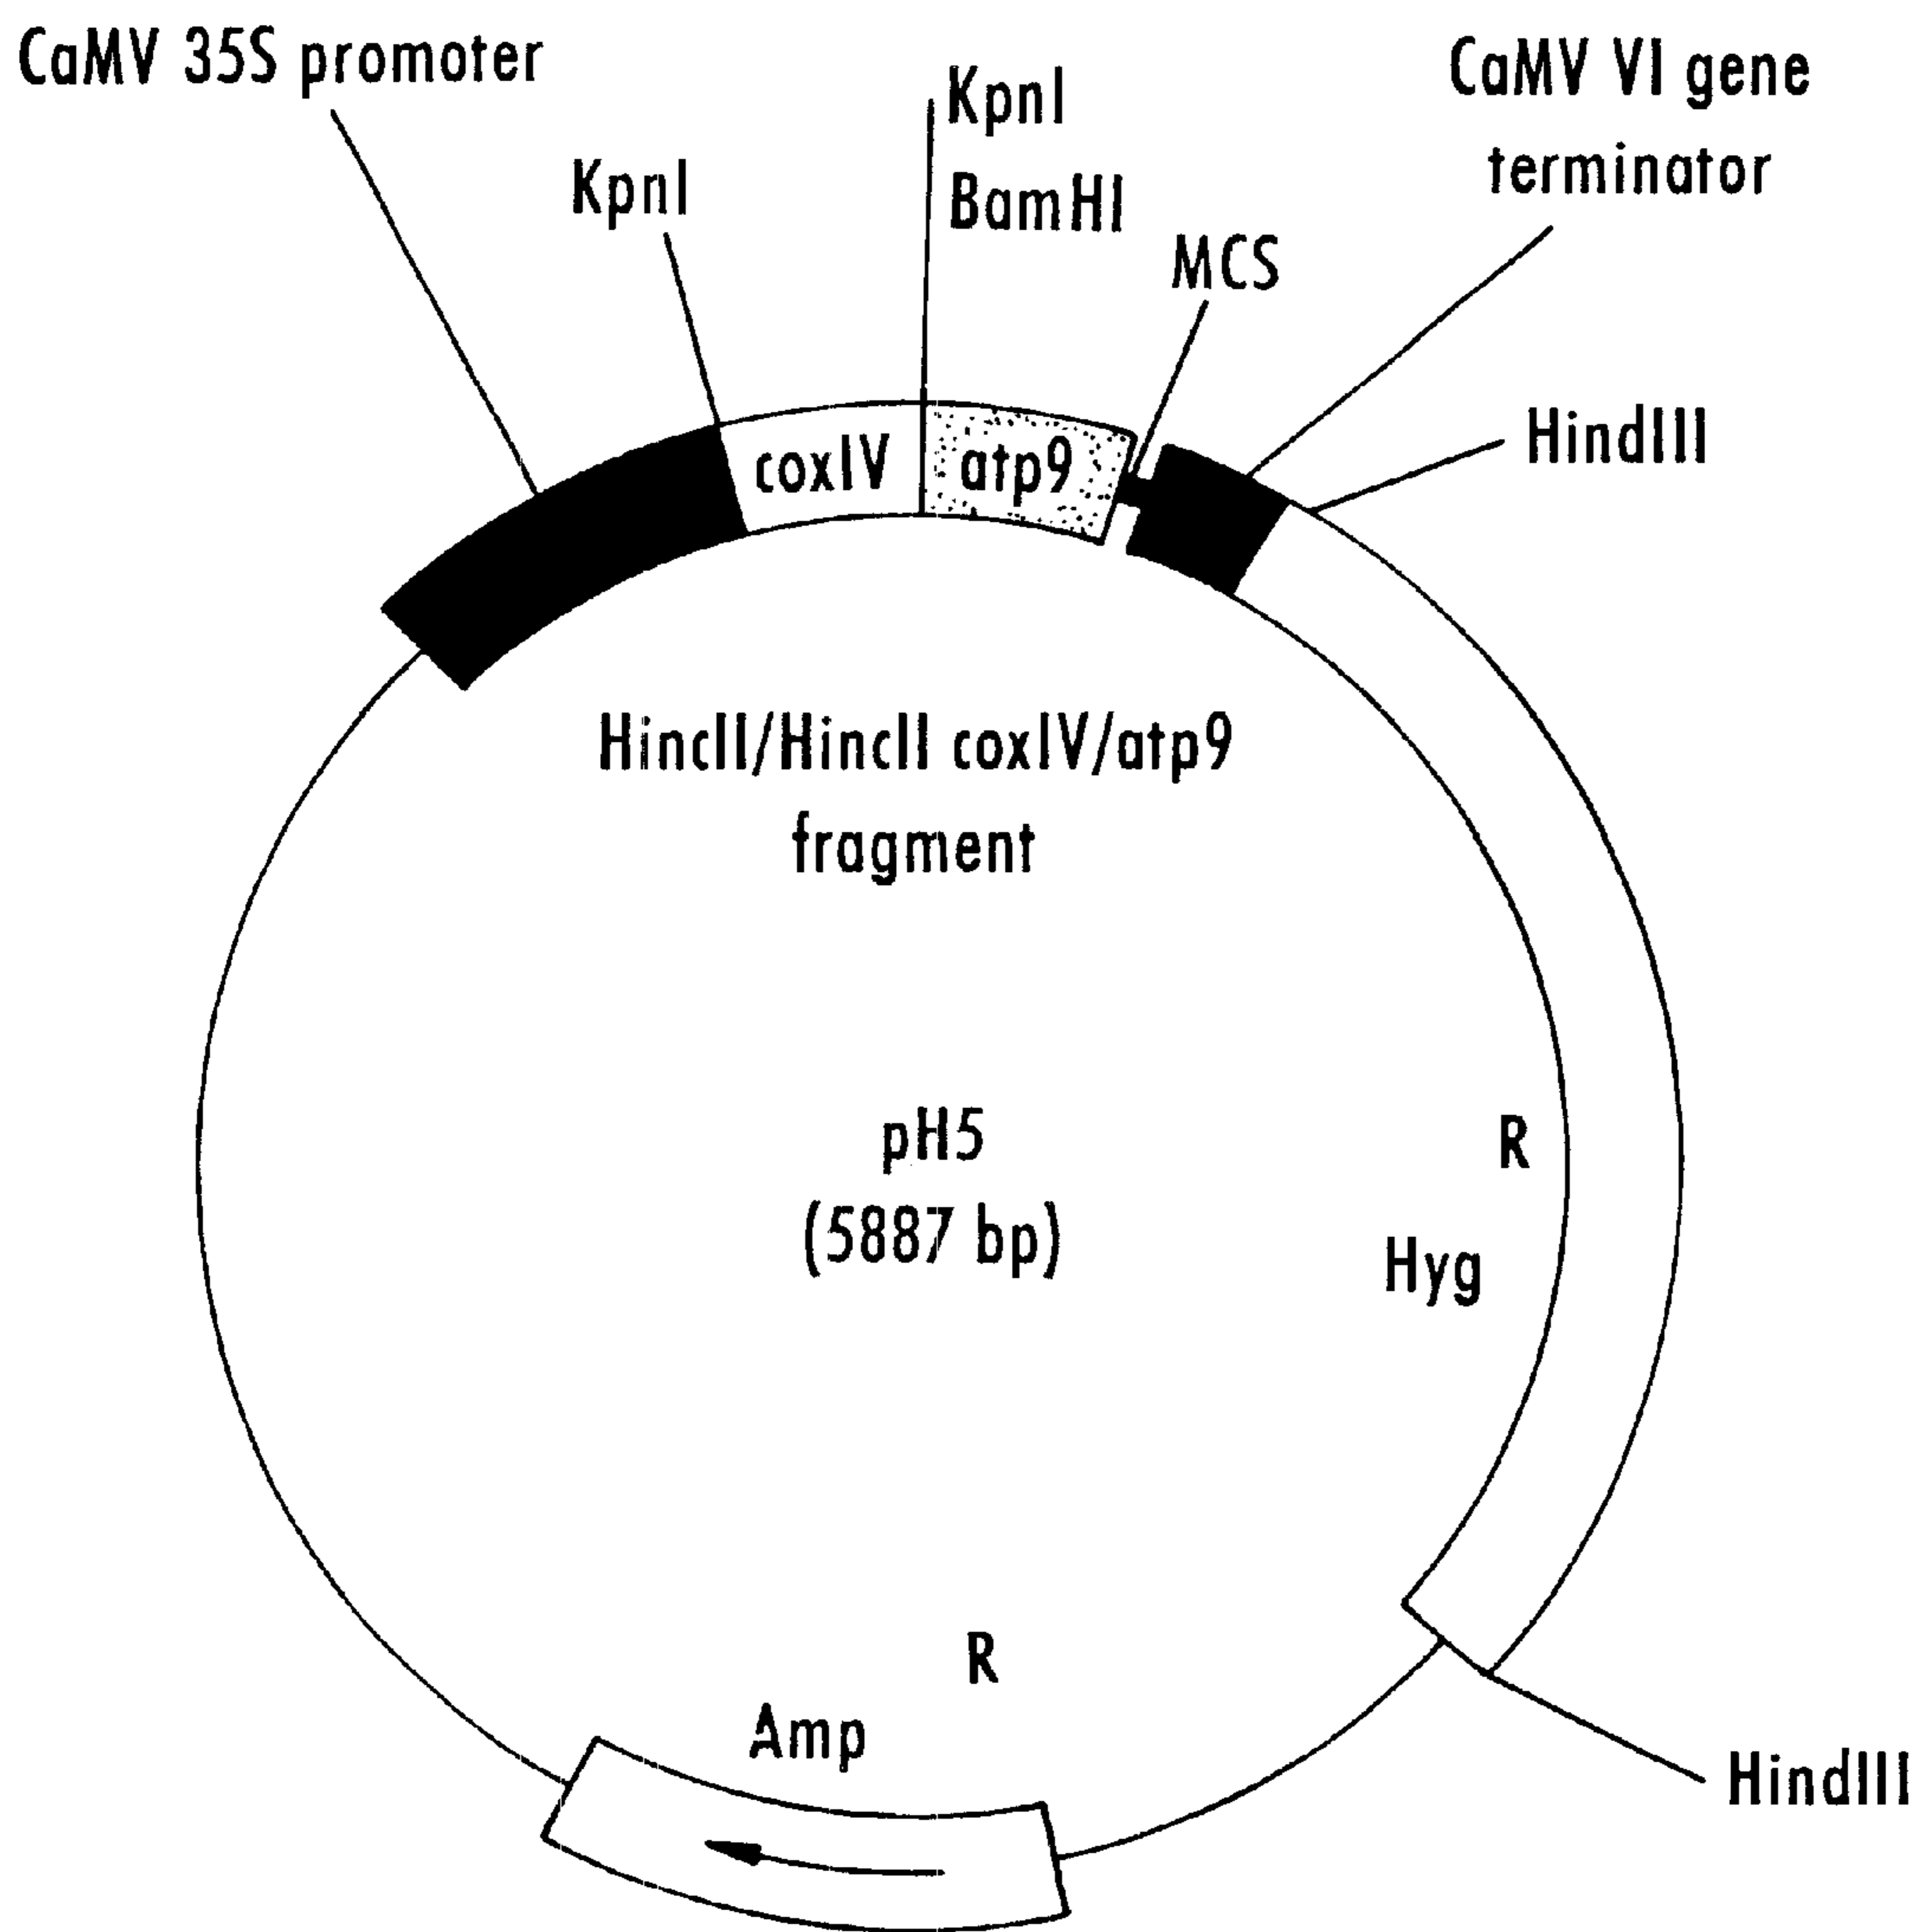 CaMV 35S promoter
CaMV VI gene
terminator
KpnI
KpnI
BamHI
MCS
HindIII
coxIV
atp9
HincII/HincII coxIV/atp9
fragment
pH5
(5887 bp)
R
Hyg
R
Amp
HindIII